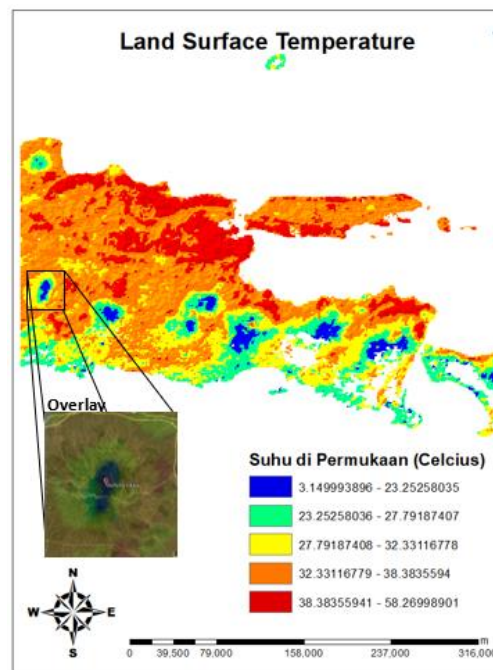 Land Surface Temperature
Overlay
Suhu di Permukaan (Celcius)
3.149993896 - 23.25258035
23.25258036 - 27.79187407
27.79187408 - 32.33116778
32.33116779 - 38.3835594
38.38355941 - 58.26998901
N
W E
S
m
0 39,500 79,000 158,000 237,000 316,000